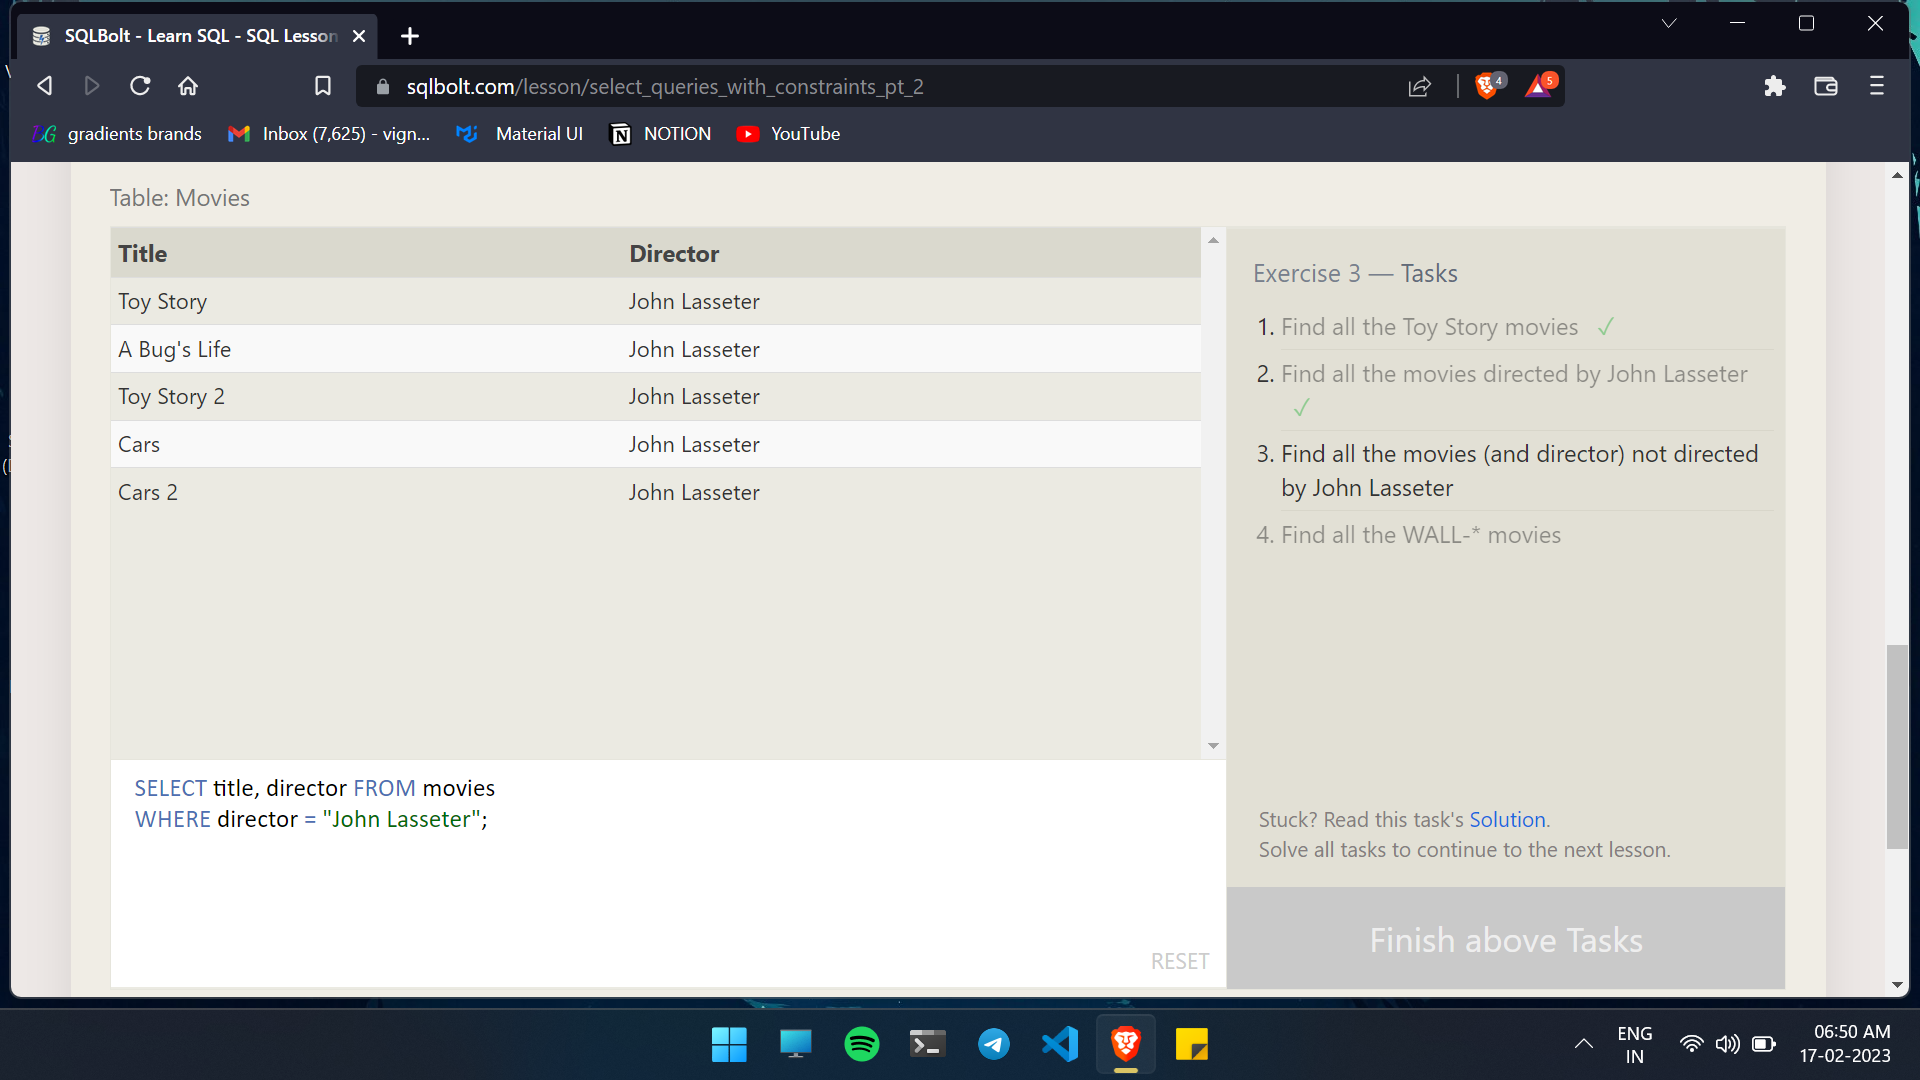 SQLBolt - Learn SQL - SQL Lesson
sqlbolt.com/lesson/select_queries_with_constraints_pt_2
4
5
BG gradients brands
Inbox (7,625) - vign...
Material UI
NOTION
YouTube
Table: Movies
Title Director
Toy Story John Lasseter
A Bug's Life John Lasseter
Toy Story 2 John Lasseter
Cars John Lasseter
Cars 2 John Lasseter
SELECT title, director FROM movies
WHERE director = "John Lasseter";
RESET
Exercise 3 — Tasks
1. Find all the Toy Story movies ✓
2. Find all the movies directed by John Lasseter
✓
3. Find all the movies (and director) not directed
by John Lasseter
4. Find all the WALL-* movies
Stuck? Read this task's Solution.
Solve all tasks to continue to the next lesson.
Finish above Tasks
ENG
IN
06:50 AM
17-02-2023